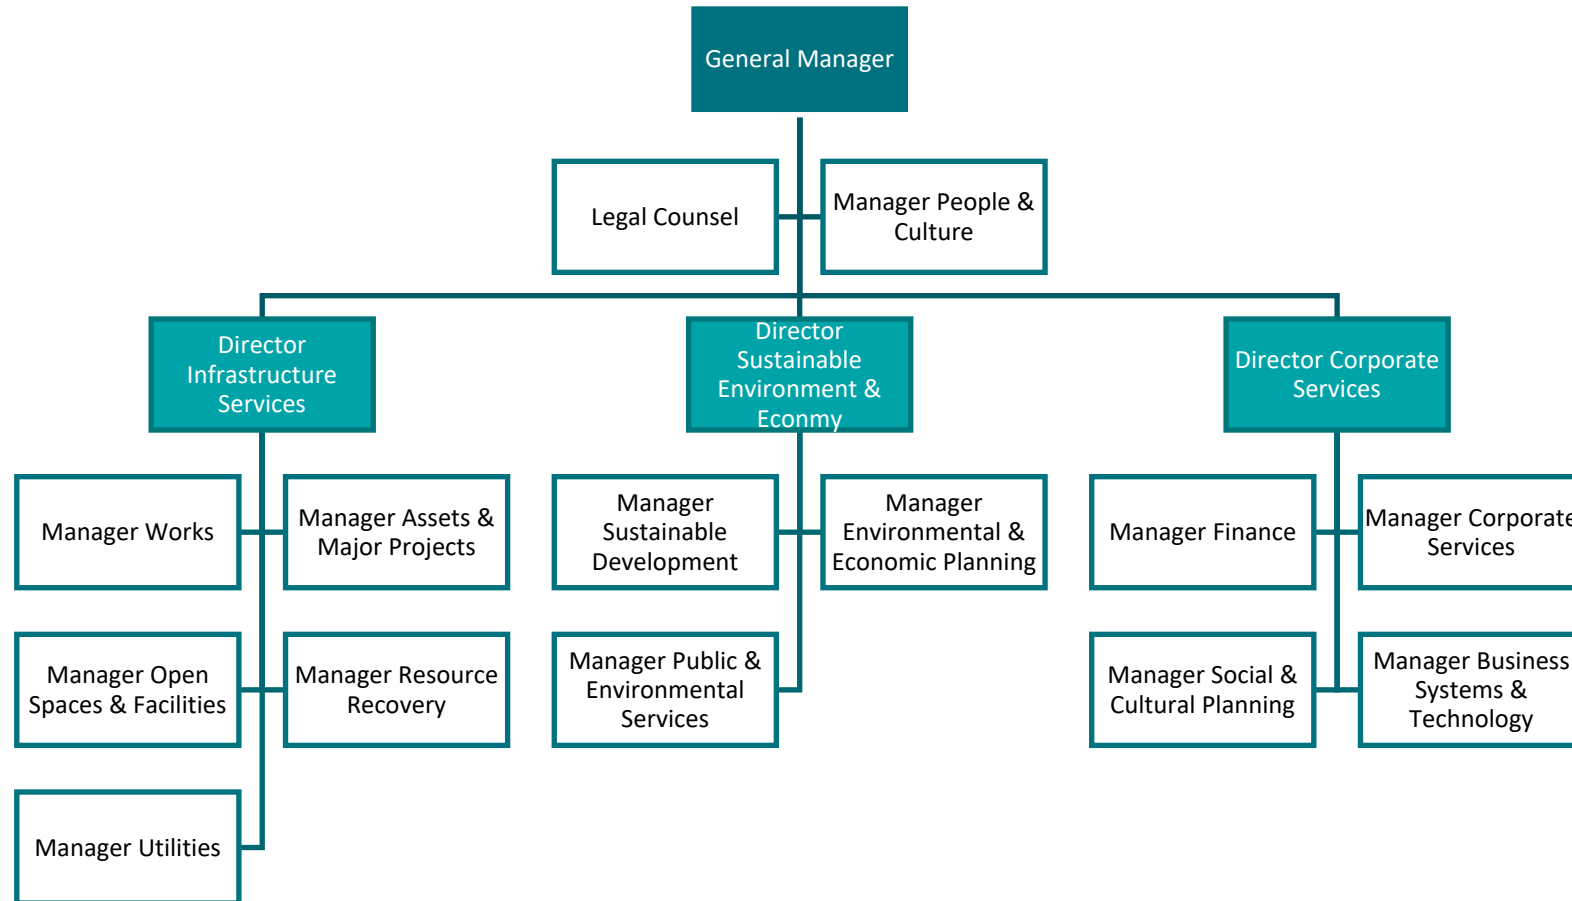 General Manager
Legal Counsel
Manager People &
Culture
Director
Infrastructure
Services
Director
Sustainable
Environment &
Econmy
Director Corporate
Services
Manager Works
Manager Assets &
Major Projects
Manager
Sustainable
Development
Manager
Environmental &
Economic Planning
Manager Finance
Manager Corporate
Services
Manager Open
Spaces & Facilities
Manager Resource
Recovery
Manager Public &
Environmental
Services
Manager Social &
Cultural Planning
Manager Business
Systems &
Technology
Manager Utilities